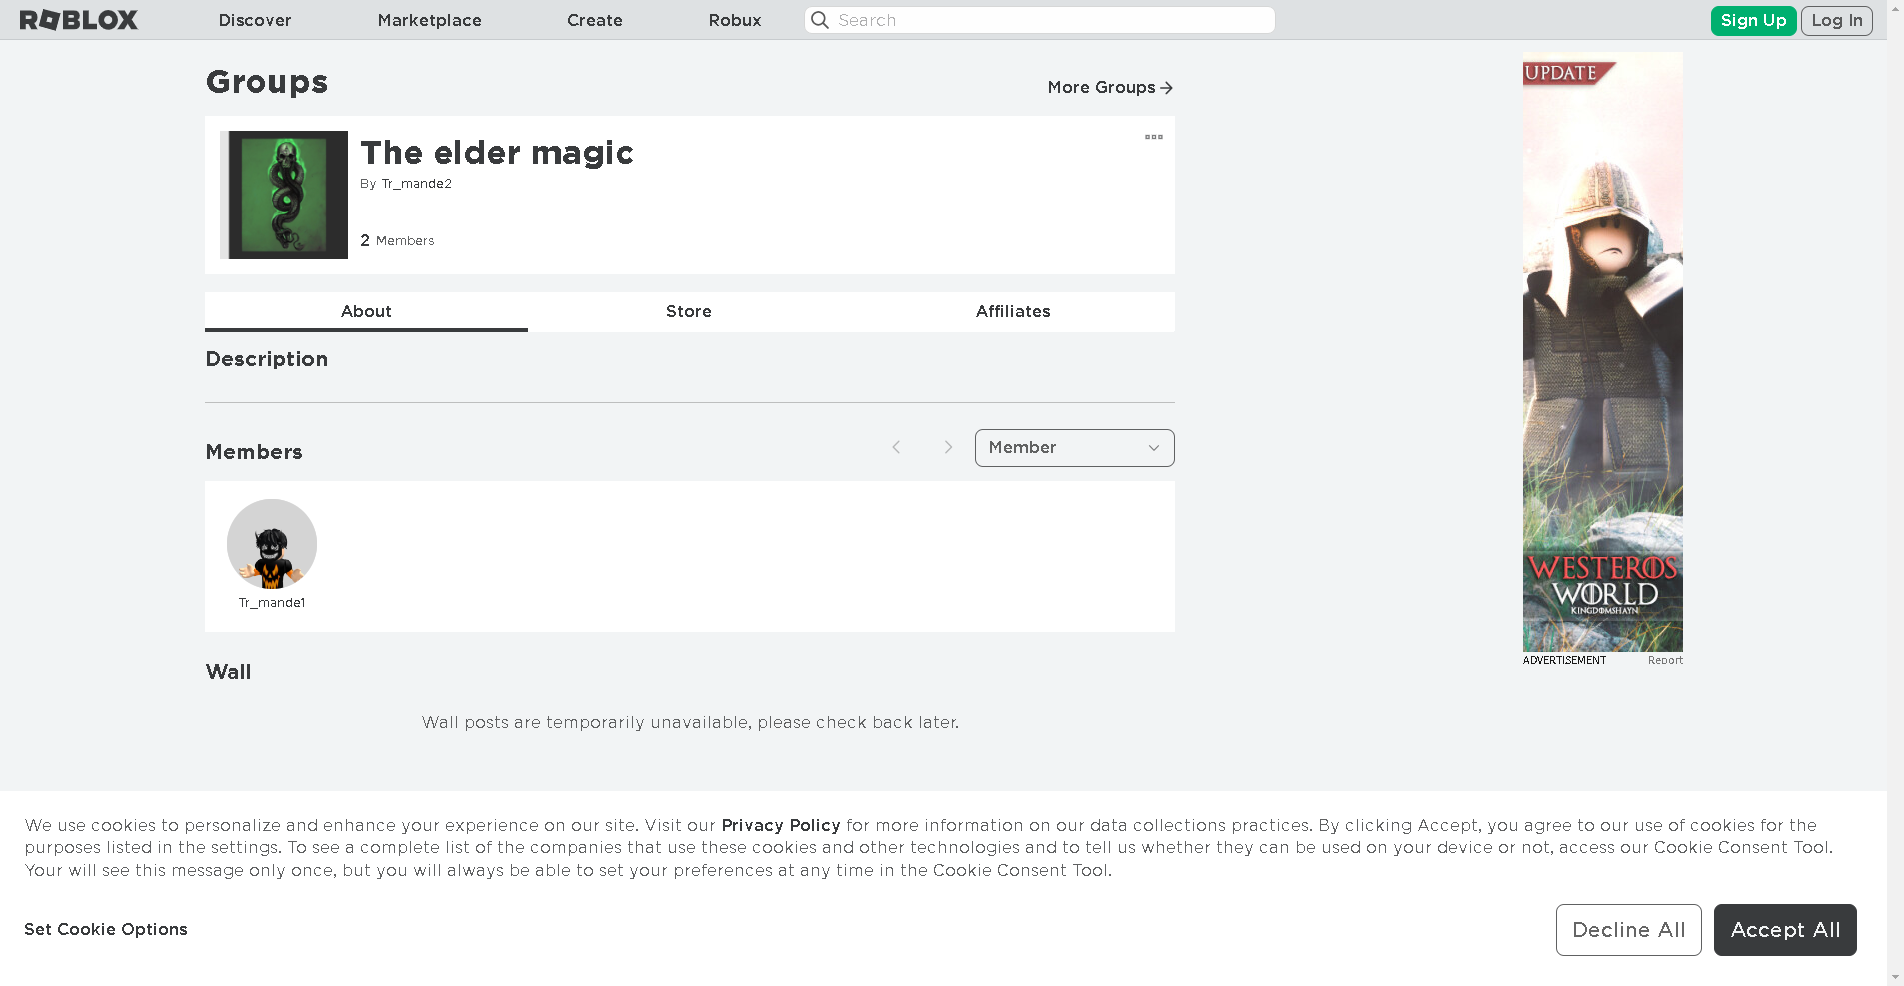 ROBLOX
Discover
Marketplace
Create
Robux
Search
Sign Up
Log In
Groups
More Groups
The elder magic
By Tr_mande2
2 Members
About
Store
Affiliates
Description
Members
Member
Tr_mande1
Wall
Wall posts are temporarily unavailable, please check back later.
UPDATE
WESTEROS
WORLD
KINGDOMSHAYN
ADVERTISEMENT
Report
We use cookies to personalize and enhance your experience on our site. Visit our Privacy Policy for more information on our data collections practices. By clicking Accept, you agree to our use of cookies for the
purposes listed in the settings. To see a complete list of the companies that use these cookies and other technologies and to tell us whether they can be used on your device or not, access our Cookie Consent Tool.
Your will see this message only once, but you will always be able to set your preferences at any time in the Cookie Consent Tool.
Set Cookie Options
Decline All
Accept All